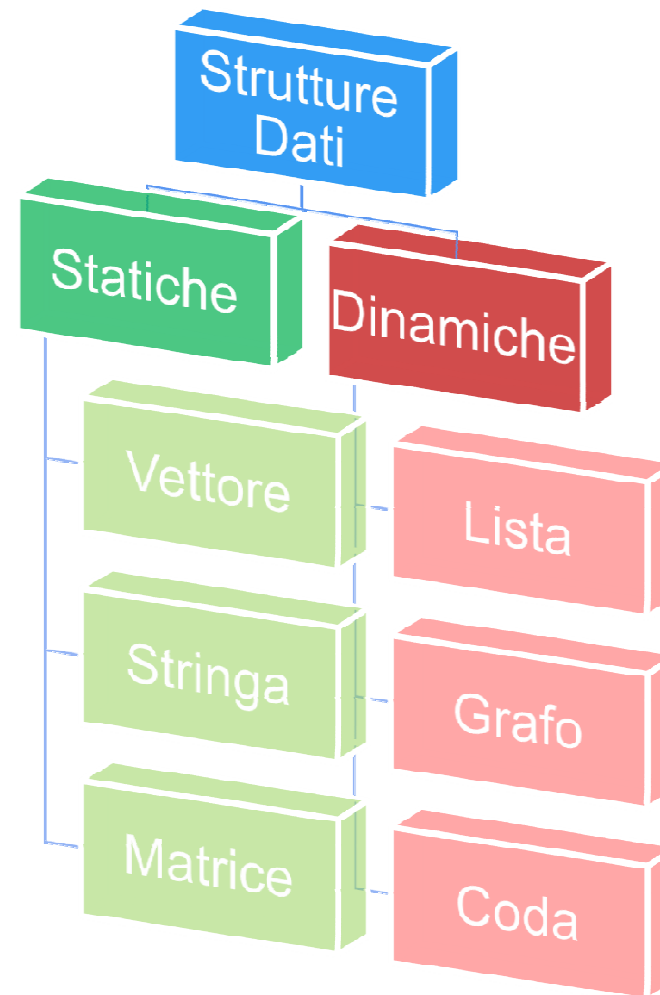 Strutture
Dati
Statiche
Dinamiche
Vettore
Lista
Stringa
Grafo
Matrice
Coda